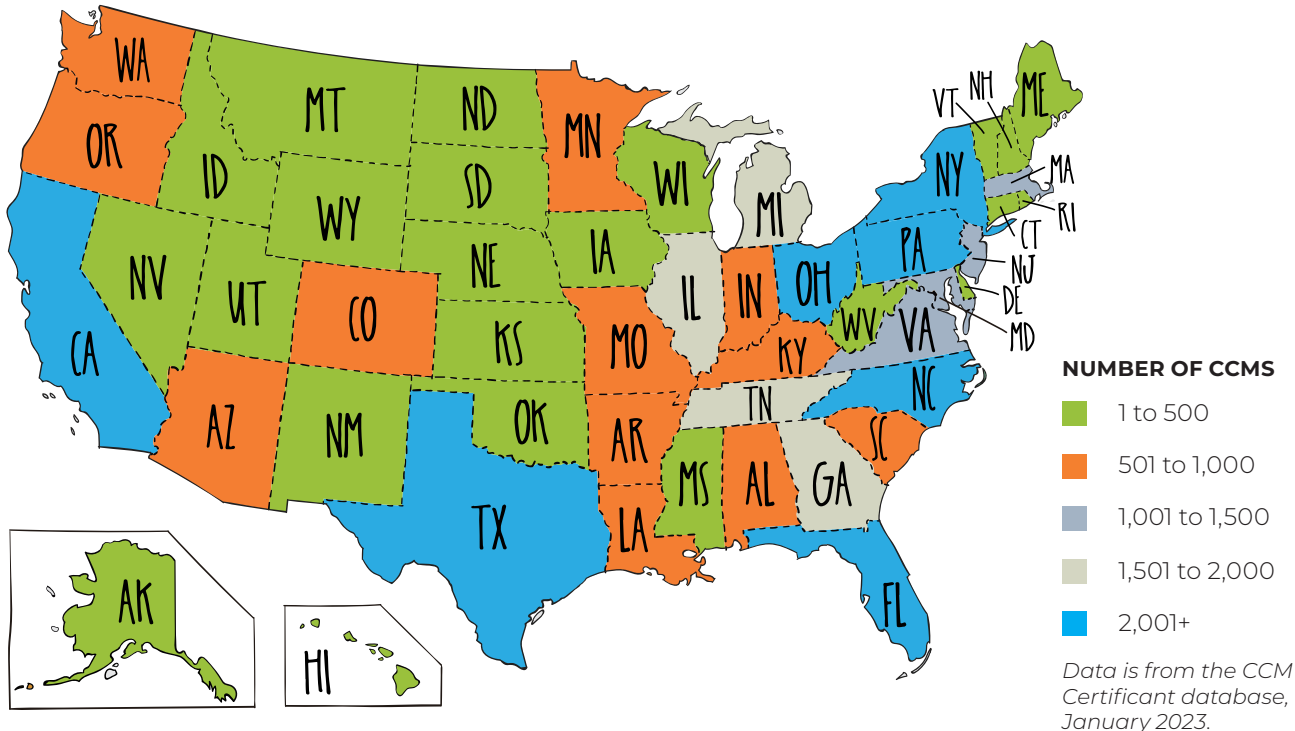 WA
MT
ND
MN
VT
NH
ME
OR
ID
SD
WI
NY
MA
WY
MI
RI
NV
UT
NE
IA
IL
IN
OH
PA
CT
NJ
DE
CA
CO
KS
MO
KY
WV
VA
MD
AZ
NM
OK
AR
TN
NC
SC
TX
LA
MS
AL
GA
FL
AK
HI
NUMBER OF CCMS
1 to 500
501 to 1,000
1,001 to 1,500
1,501 to 2,000
2,001+
Data is from the CCM
Certificant database,
January 2023.